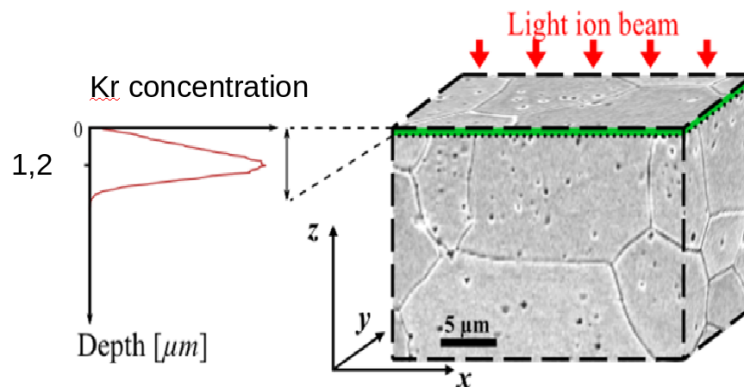 Light ion beam
Kr concentration
0
1,2
Depth [µm]
z
y
x
5 µm